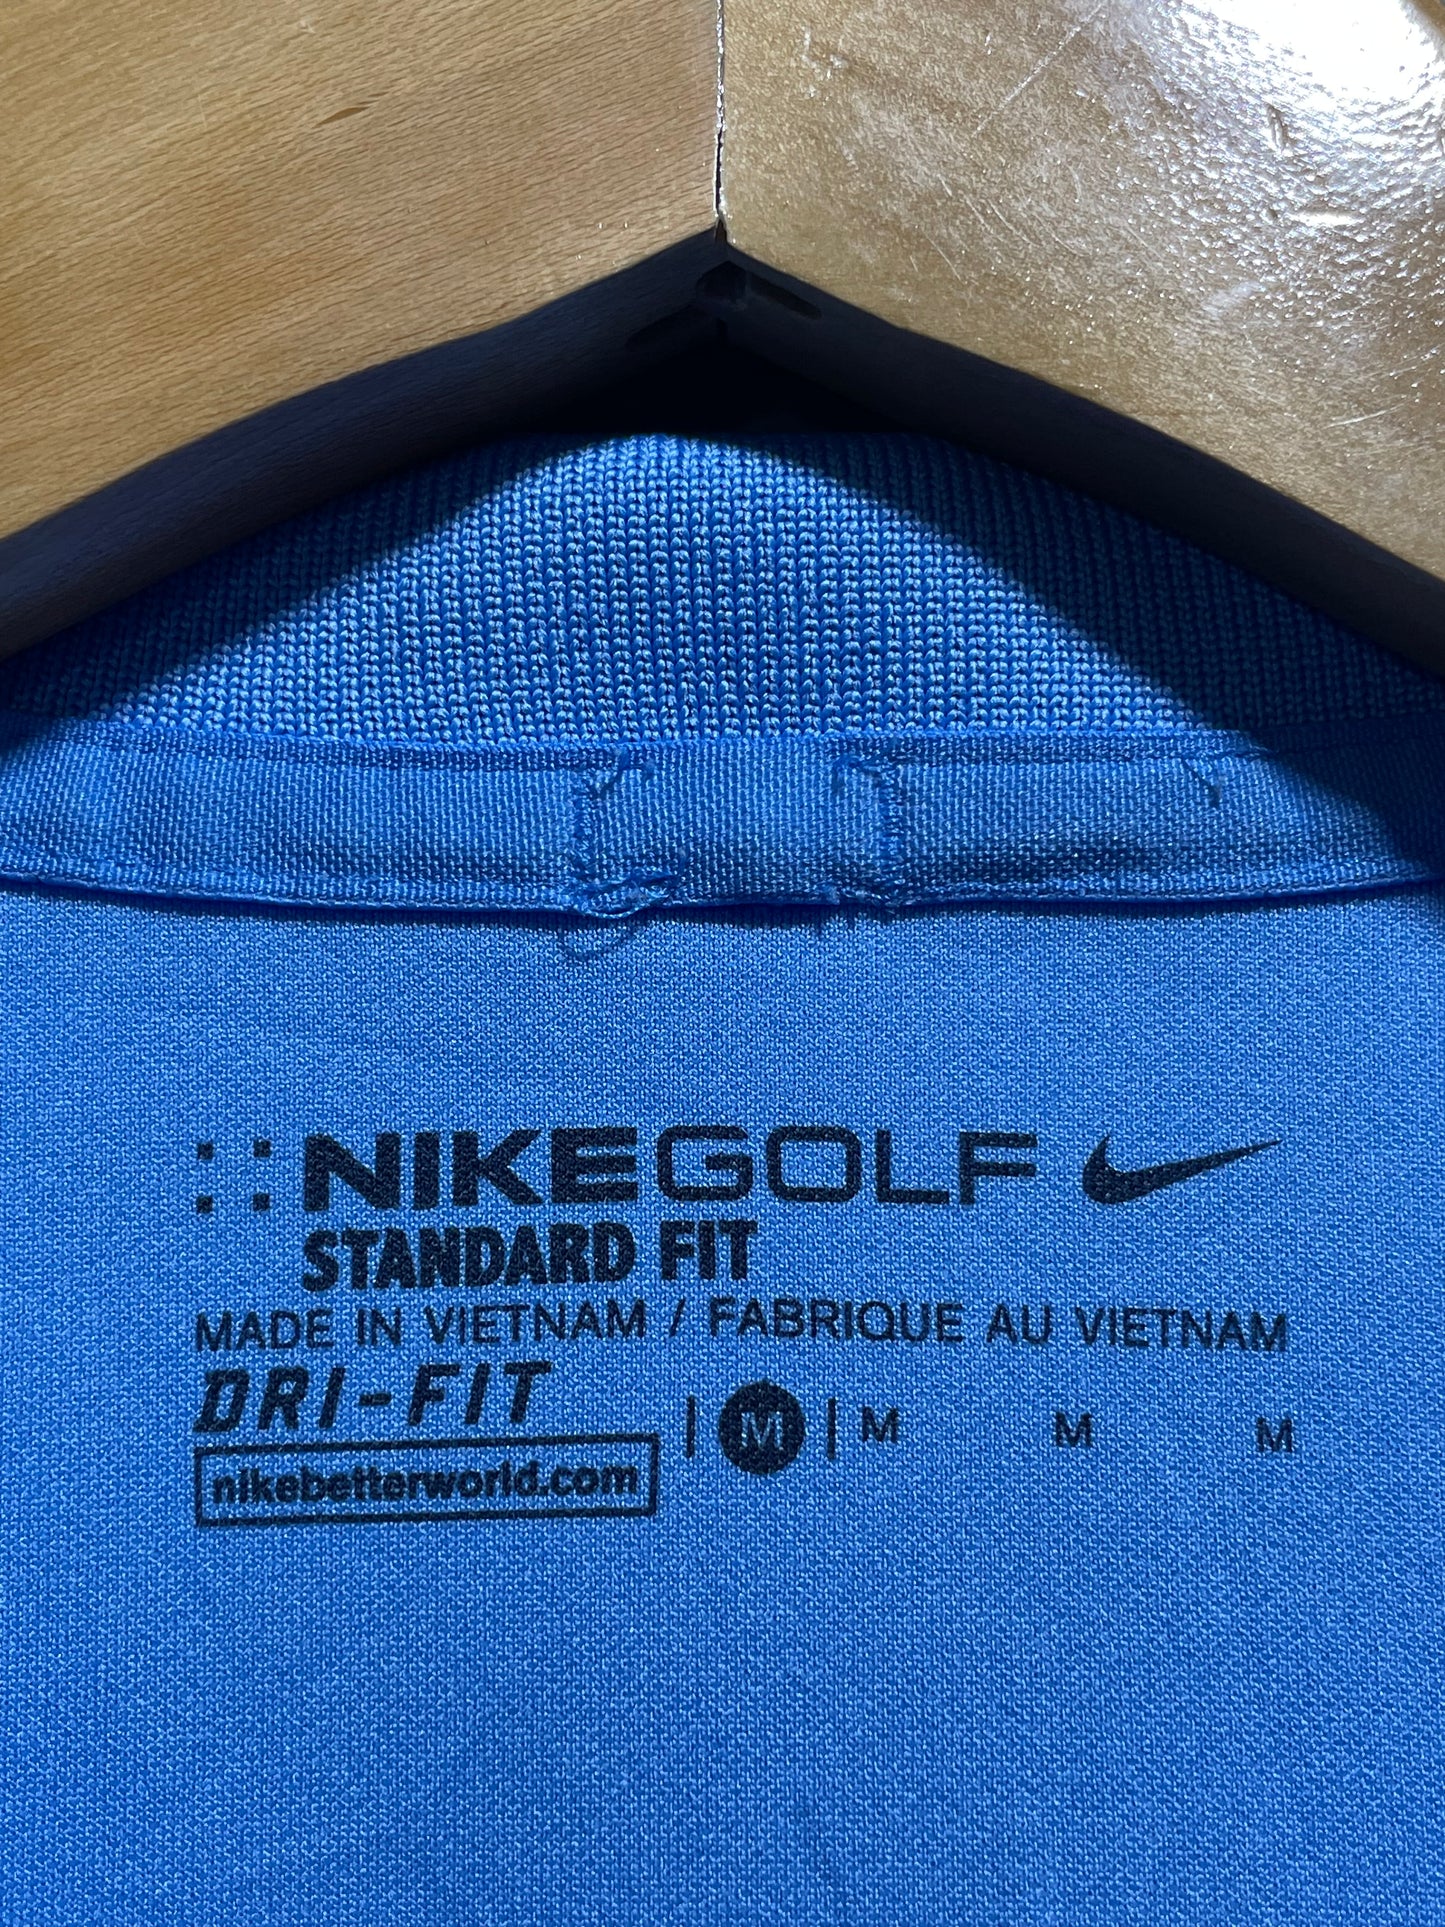 NIKEGOLF
STANDARD FIT
MADE IN VIETNAM / FABRIQUE AU VIETNAM
DRI-FIT
| M | M M M
nikebetterworld.com